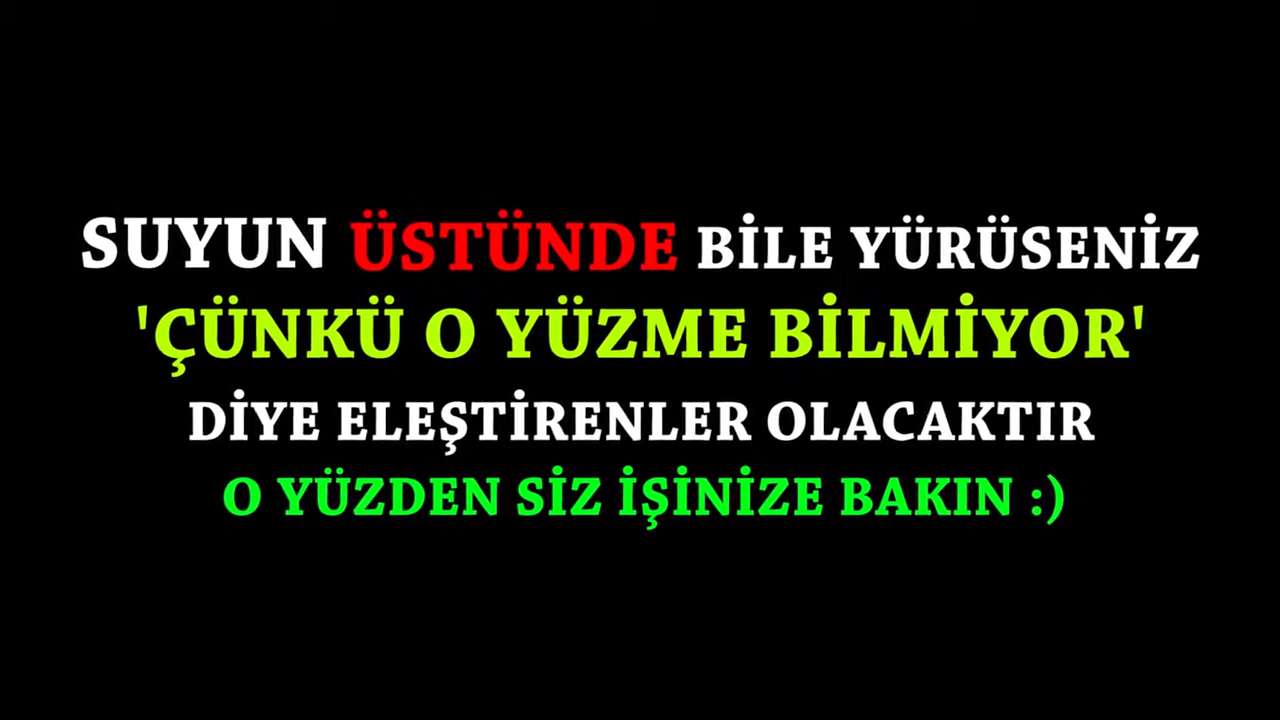 SUYUN ÜSTÜNDE BİLE YÜRÜSENİZ
'ÇÜNKÜ O YÜZME BİLMİYOR'
DİYE ELEŞTİRENLER OLACAKTIR
O YÜZDEN SİZ İŞİNİZE BAKIN :)